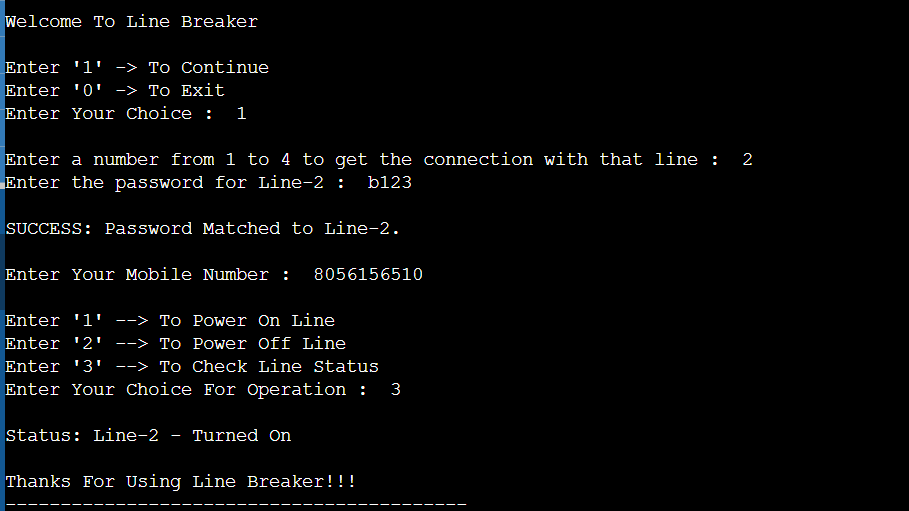 Welcome To Line Breaker
Enter '1' -> To Continue
Enter '0' -> To Exit
Enter Your Choice :  1
Enter a number from 1 to 4 to get the connection with that line :  2
Enter the password for Line-2 :  b123
SUCCESS: Password Matched to Line-2.
Enter Your Mobile Number :  8056156510
Enter '1' --> To Power On Line
Enter '2' --> To Power Off Line
Enter '3' --> To Check Line Status
Enter Your Choice For Operation :  3
Status: Line-2 - Turned On
Thanks For Using Line Breaker!!!
------------------------------------------